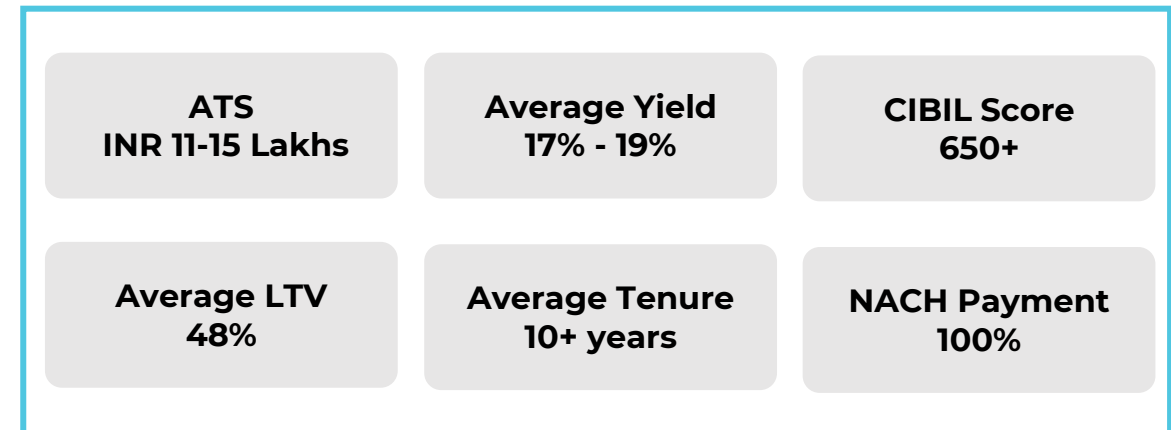 ATS
INR 11-15 Lakhs
Average Yield
17% - 19%
CIBIL Score
650+
Average LTV
48%
Average Tenure
10+ years
NACH Payment
100%